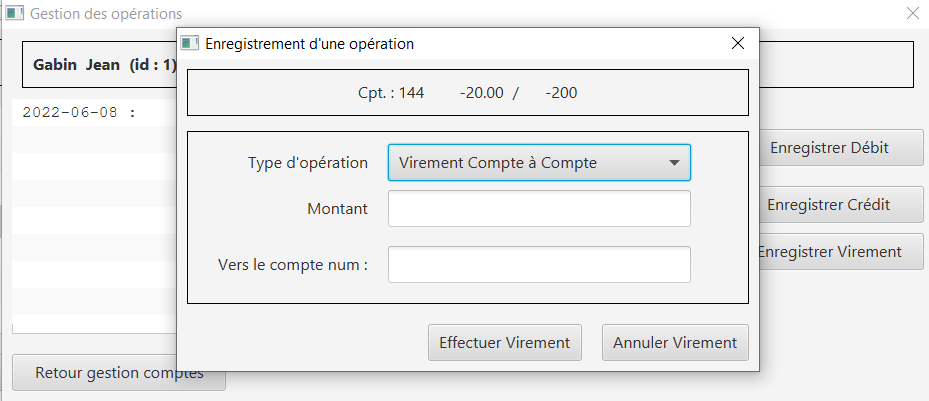 Gestion des opérations
Enregistrement d'une opération
Gabin Jean (id : 1)
Cpt. : 144 -20.00 / -200
2022-06-08 :
Type d'opération Virement Compte à Compte
Enregistrer Débit
Montant
Enregistrer Crédit
Vers le compte num :
Enregistrer Virement
Effectuer Virement Annuler Virement
Retour gestion comptes